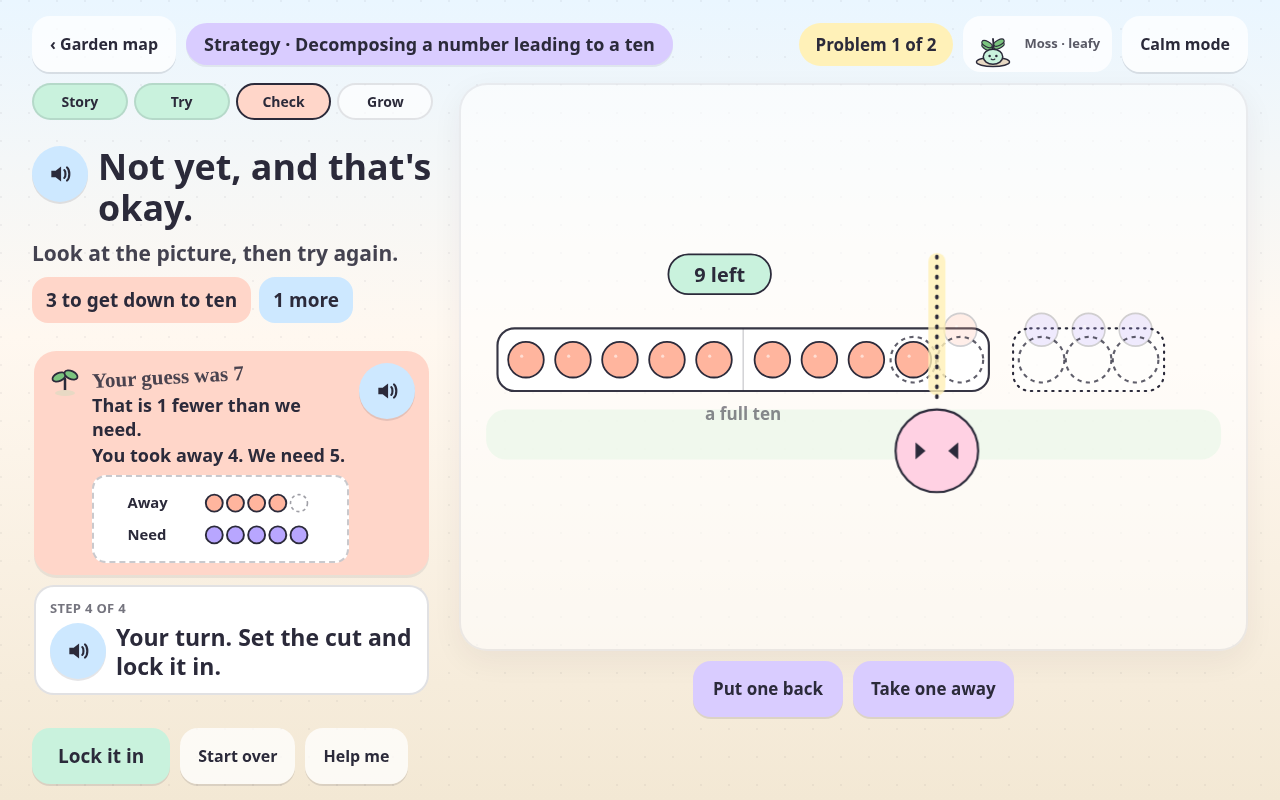 ‹ Garden map
Strategy · Decomposing a number leading to a ten
Problem 1 of 2
Moss · leafy
Calm mode
Story
Try
Check
Grow
Not yet, and that's
okay.
Look at the picture, then try again.
3 to get down to ten
1 more
Your guess was 7
That is 1 fewer than we
need.
You took away 4. We need 5.
Away
Need
STEP 4 OF 4
Your turn. Set the cut and
lock it in.
Lock it in
Start over
Help me
9 left
a full ten
Put one back
Take one away